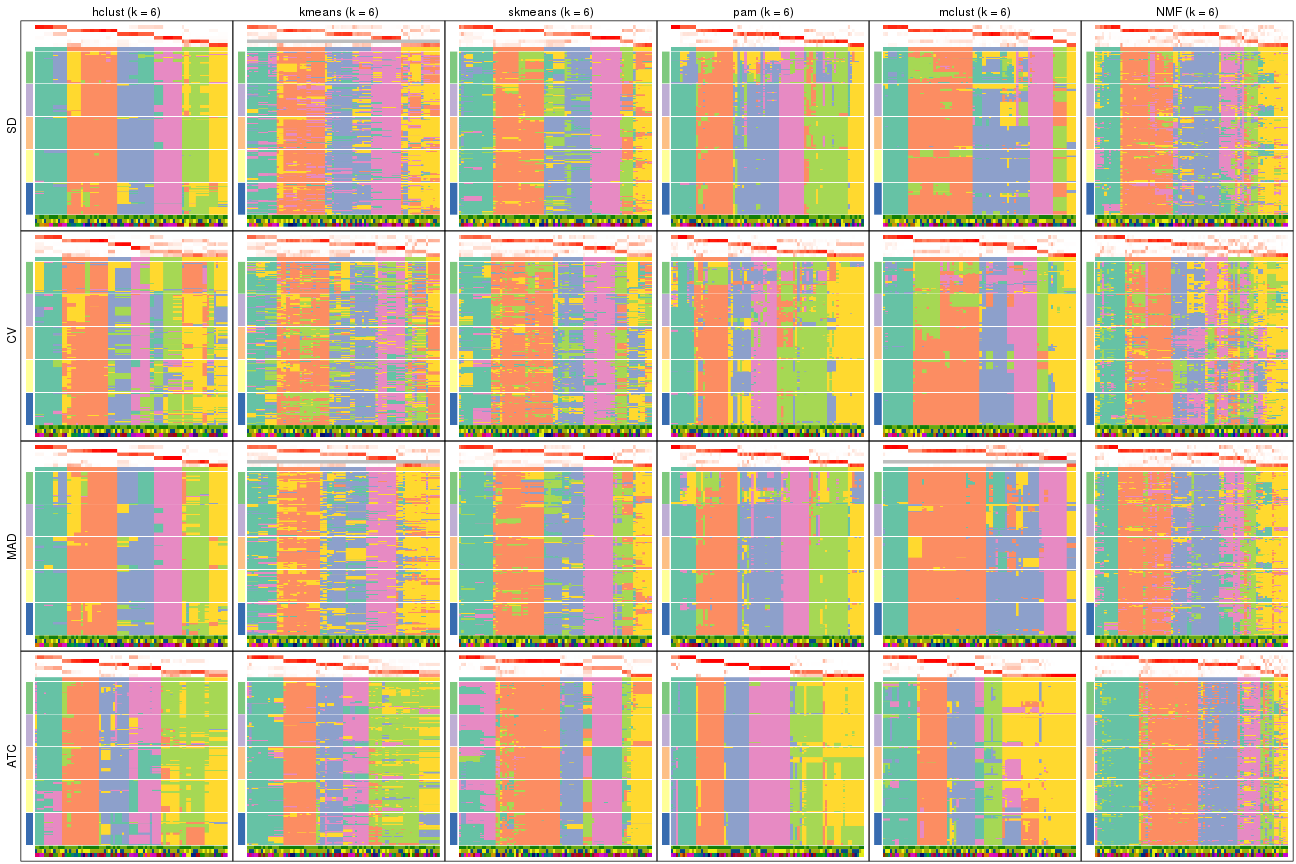 hclust (k = 6) kmeans (k = 6) skmeans (k = 6) pam (k = 6) mclust (k = 6) NMF (k = 6)
SD
CV
MAD
ATC